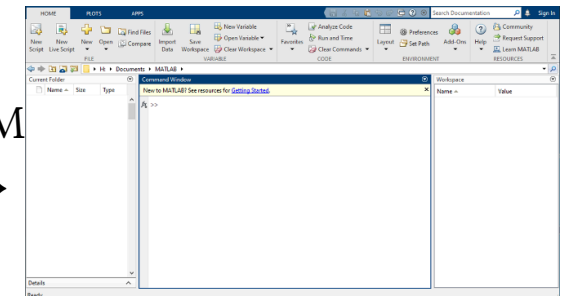 HOME PLOTS APPS Search Documentation Sign In
New Script New Live Script New Open Find Files Compare Import Data Save Workspace New Variable Open Variable Clear Workspace Favorites Analyze Code Run and Time Clear Commands Layout Preferences Set Path Add-Ons Help Community Request Support Learn MATLAB
FILE VARIABLE CODE ENVIRONMENT RESOURCES
H: Documents MATLAB
Current Folder Command Window Workspace
Name Size Type New to MATLAB? See resources for Getting Started. Name Value
fx >>
M
Details
Ready